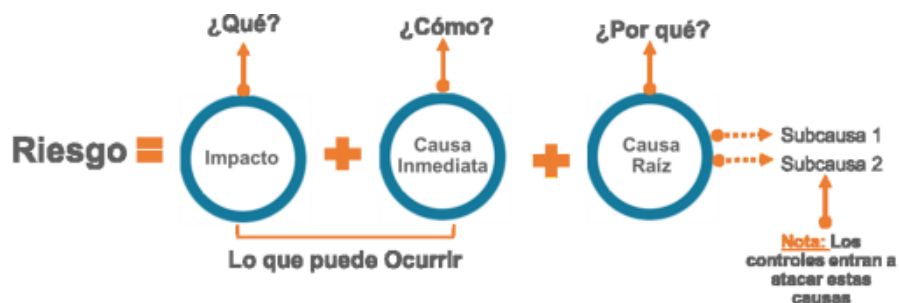 ¿Qué?
¿Cómo?
¿Por qué?
Riesgo =
Impacto
+
Causa
Inmediata
+
Causa
Raíz
Subcausa 1
Subcausa 2
Lo que puede Ocurrir
Nota: Los
controles entran a
atacar estas
causas